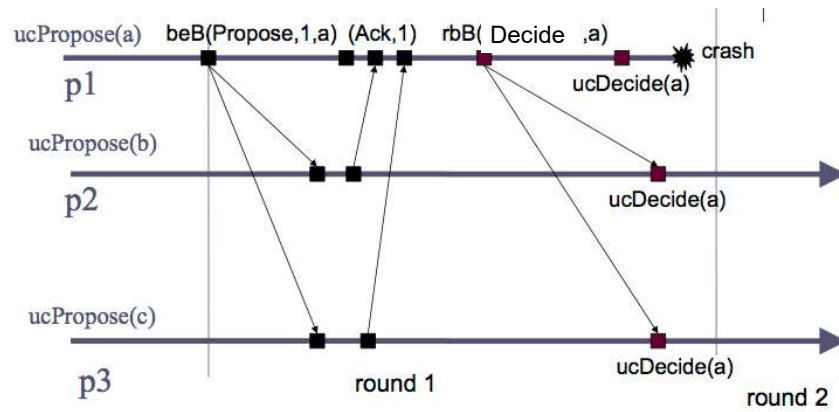 ucPropose(a) beB(Propose,1,a) (Ack,1) rbB( Decide ,a)
crash
p1 ucDecide(a)
ucPropose(b)
p2 ucDecide(a)
ucPropose(c)
ucDecide(a)
p3 round 1
round 2